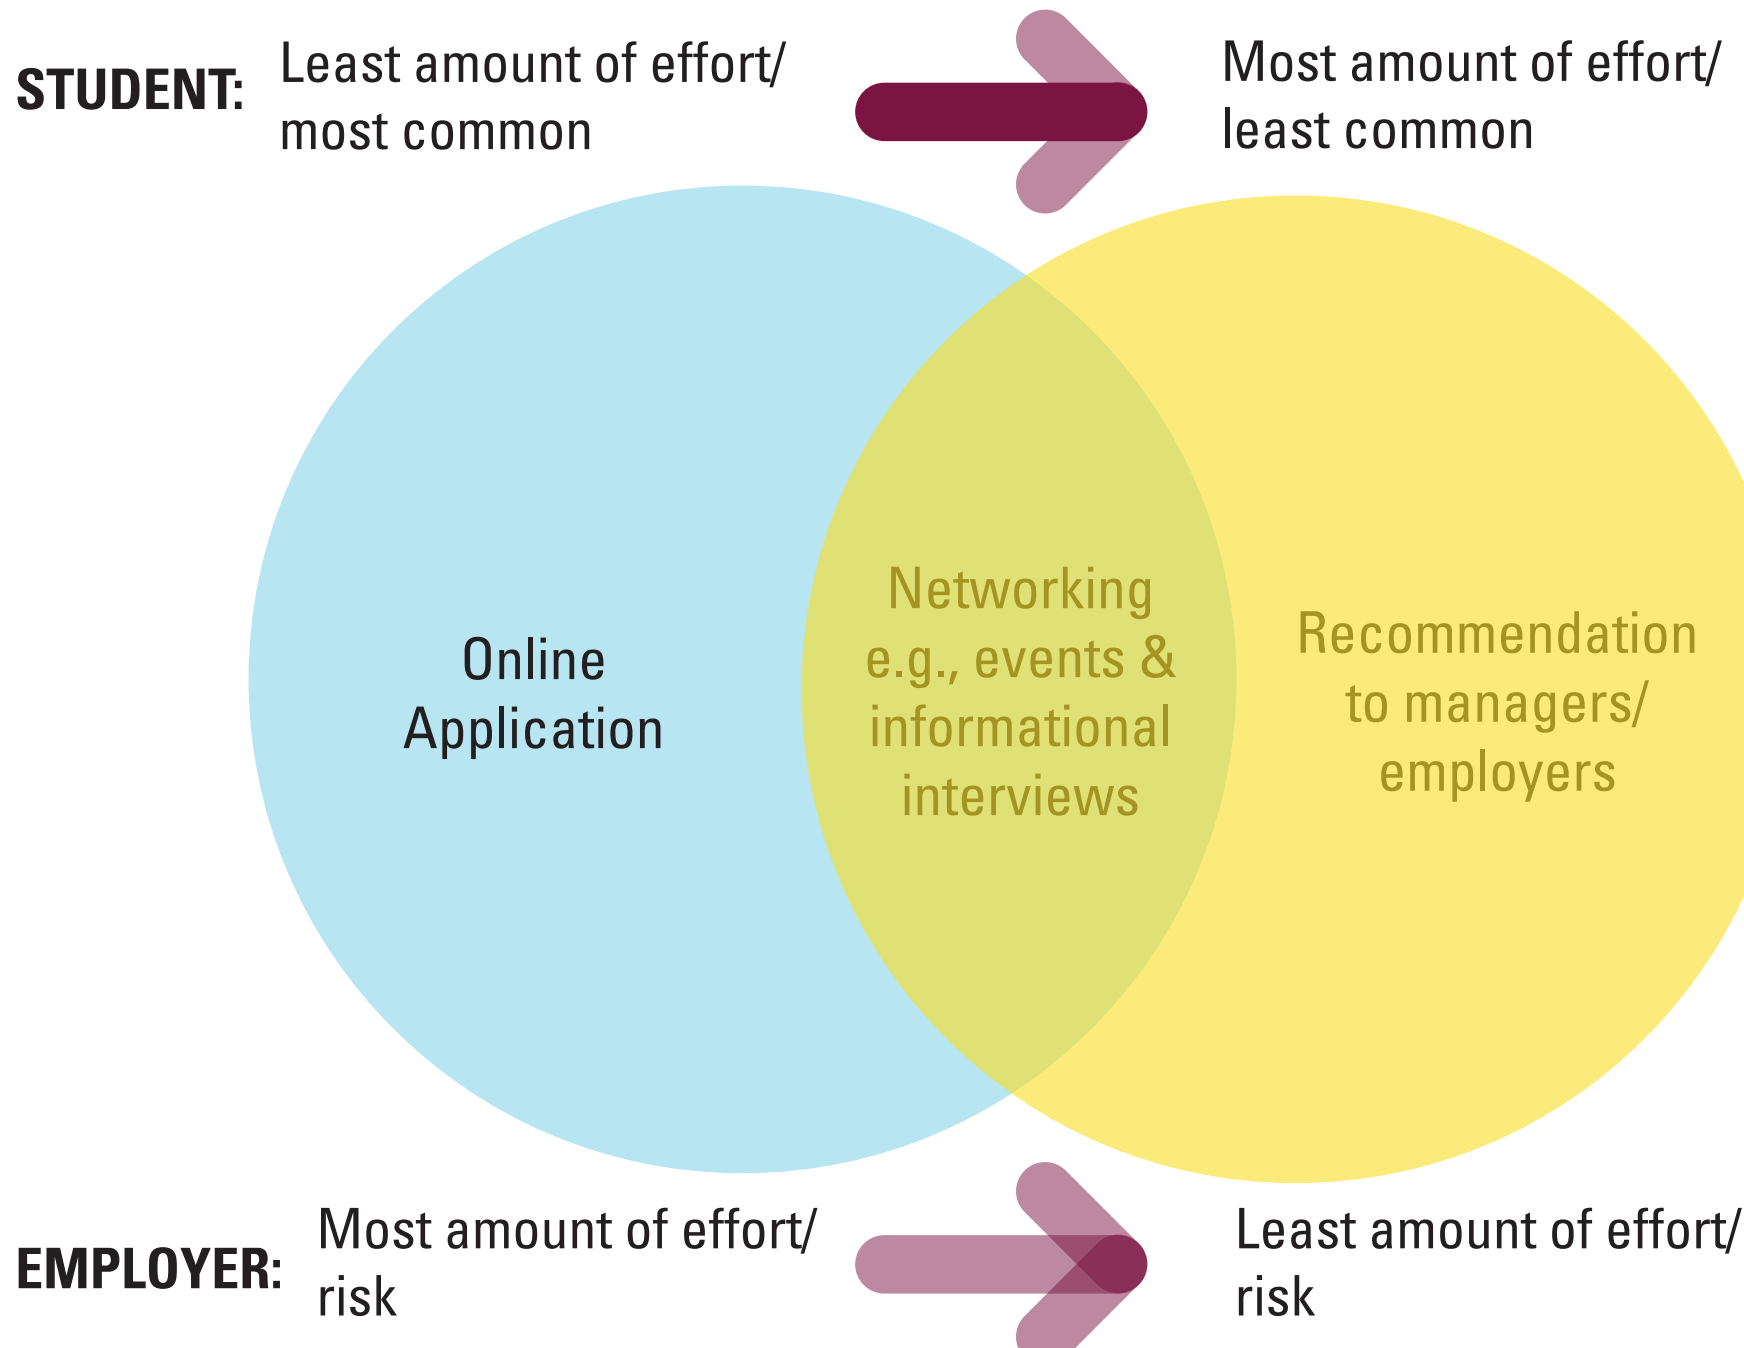 STUDENT:
Least amount of effort/
most common
Most amount of effort/
least common
Online
Application
Networking
e.g., events &
informational
interviews
Recommendation
to managers/
employers
EMPLOYER:
Most amount of effort/
risk
Least amount of effort/
risk